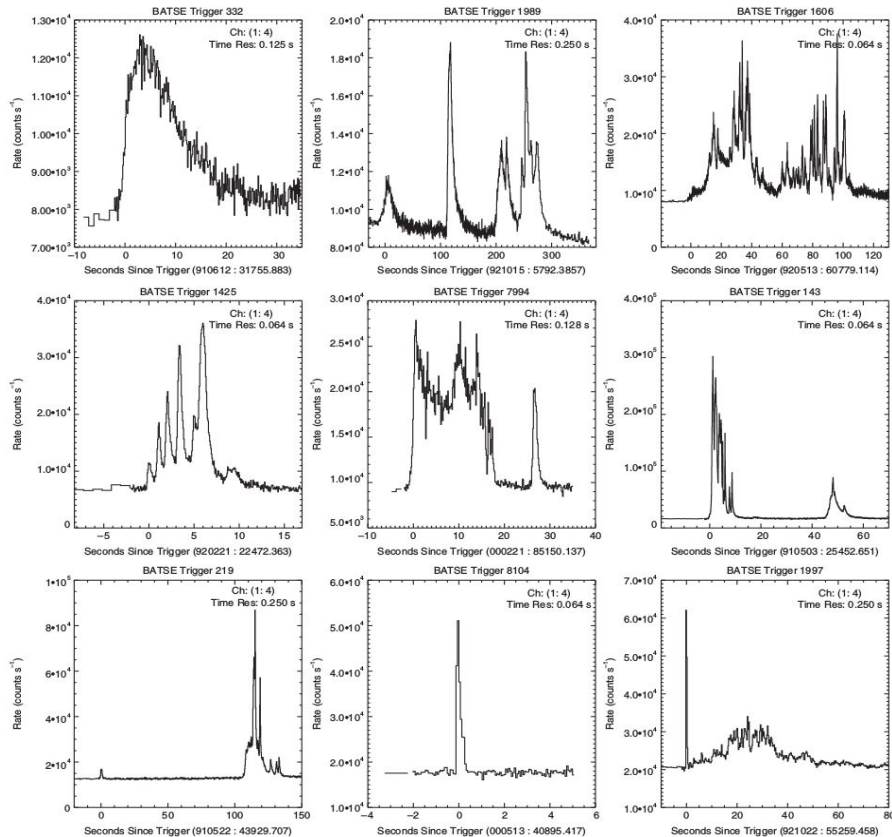 BATSE Trigger 332
Ch: (1: 4)
Time Res: 0.125 s
Rate (counts s⁻¹)
1.30•10⁴
1.20•10⁴
1.10•10⁴
1.00•10⁴
9.00•10³
8.00•10³
7.00•10³
−10 0 10 20 30
Seconds Since Trigger (910612 : 31755.883)
BATSE Trigger 1989
Ch: (1: 4)
Time Res: 0.250 s
Rate (counts s⁻¹)
2.0•10⁴
1.8•10⁴
1.6•10⁴
1.4•10⁴
1.2•10⁴
1.0•10⁴
8.0•10³
0 100 200 300
Seconds Since Trigger (921015 : 5792.3857)
BATSE Trigger 1606
Ch: (1: 4)
Time Res: 0.064 s
Rate (counts s⁻¹)
4.0•10⁴
3.0•10⁴
2.0•10⁴
1.0•10⁴
0
−20 0 20 40 60 80 100 120
Seconds Since Trigger (920513 : 60779.114)
BATSE Trigger 1425
Ch: (1: 4)
Time Res: 0.064 s
Rate (counts s⁻¹)
4.0•10⁴
3.0•10⁴
2.0•10⁴
1.0•10⁴
0
−5 0 5 10 15
Seconds Since Trigger (920221 : 22472.363)
BATSE Trigger 7994
Ch: (1: 4)
Time Res: 0.128 s
Rate (counts s⁻¹)
3.0•10⁴
2.5•10⁴
2.0•10⁴
1.5•10⁴
1.0•10⁴
5.0•10³
−10 0 10 20 30 40
Seconds Since Trigger (000221 : 85150.137)
BATSE Trigger 143
Ch: (1: 4)
Time Res: 0.064 s
Rate (counts s⁻¹)
4.0•10⁵
3.0•10⁵
2.0•10⁵
1.0•10⁵
0
−20 0 20 40 60
Seconds Since Trigger (910503 : 25452.651)
BATSE Trigger 219
Ch: (1: 4)
Time Res: 0.250 s
Rate (counts s⁻¹)
1•10⁵
8•10⁴
6•10⁴
4•10⁴
2•10⁴
0
0 50 100 150
Seconds Since Trigger (910522 : 43929.707)
BATSE Trigger 8104
Ch: (1: 4)
Time Res: 0.064 s
Rate (counts s⁻¹)
6.0•10⁴
5.0•10⁴
4.0•10⁴
3.0•10⁴
2.0•10⁴
1.0•10⁴
0
−4 −2 0 2 4 6
Seconds Since Trigger (000513 : 40895.417)
BATSE Trigger 1997
Ch: (1: 4)
Time Res: 0.250 s
Rate (counts s⁻¹)
7.0•10⁴
6.0•10⁴
5.0•10⁴
4.0•10⁴
3.0•10⁴
2.0•10⁴
1.0•10⁴
0 20 40 60 80
Seconds Since Trigger (921022 : 55259.458)